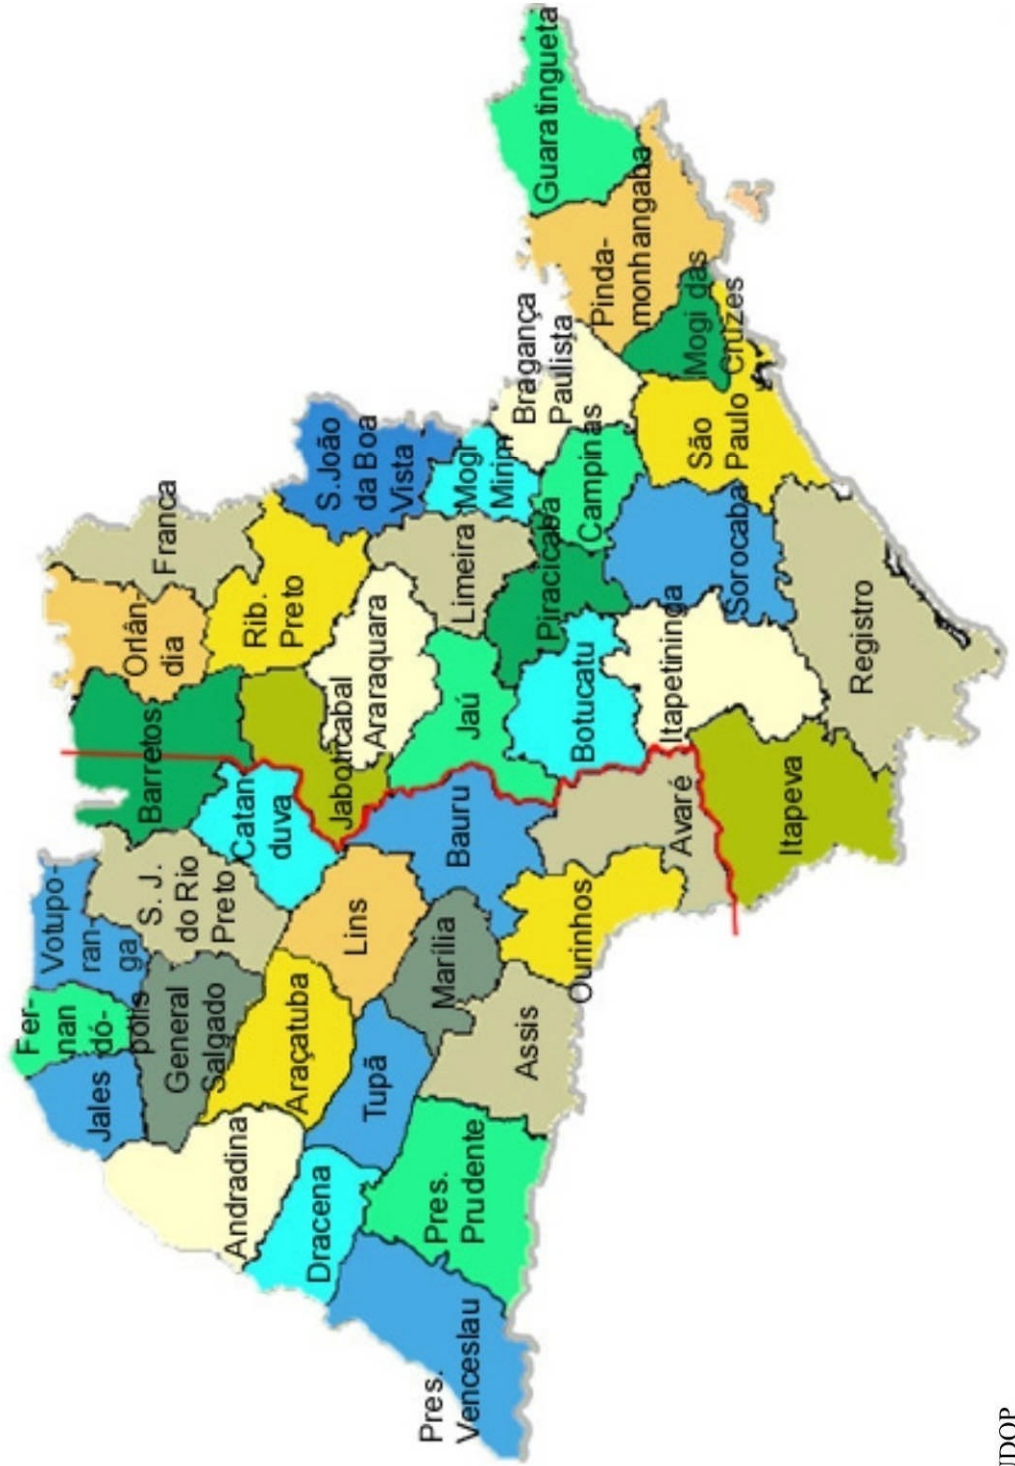 Fer-
nan
dó-
polis
Votupo-
ran-
ga
Jales
General
Salgado
S. J.
do Rio
Preto
Barretos
Orlân-
dia
Franca
Andradina
Araçatuba
Catan
duva
Rib.
Preto
Dracena
Tupã
Lins
Jaboticabal
Araraquara
S.João
da Boa
Vista
Pres.
Venceslau
Pres.
Prudente
Marília
Bauru
Jaú
Limeira
Mogi
Mirim
Assis
Ourinhos
Botucatu
Piracicaba
Campinas
Bragança
Paulista
Guaratingueta
Pinda-
monhangaba
Avaré
Itapetininga
Sorocaba
São
Paulo
Mogi das
Cruzes
Itapeva
Registro